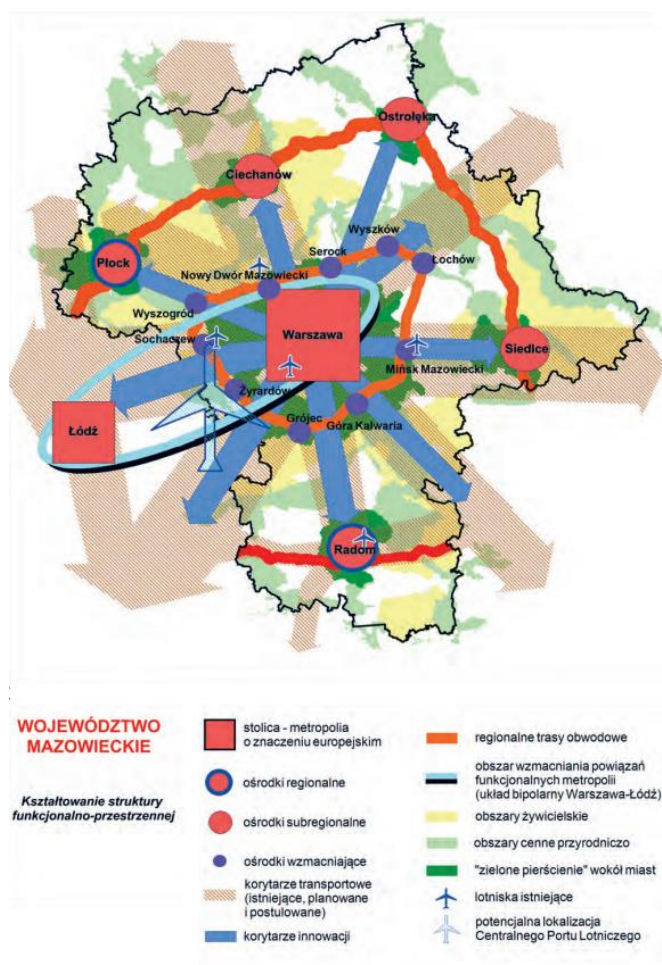 Ostrołęka
Ciechanów
Wyszków
Serock
Łochów
Płock
Nowy Dwór Mazowiecki
Wyszogród
Warszawa
Sochaczew
Siedlce
Mińsk Mazowiecki
Żyrardów
Łódź
Grójec
Góra Kalwaria
Radom
WOJEWÓDZTWO
MAZOWIECKIE
Kształtowanie struktury
funkcjonalno-przestrzennej
stolica - metropolia
o znaczeniu europejskim
ośrodki regionalne
ośrodki subregionalne
ośrodki wzmacniające
korytarze transportowe
(istniejące, planowane
i postulowane)
korytarze innowacji
regionalne trasy obwodowe
obszar wzmacniania powiązań
funkcjonalnych metropolii
(układ bipolarny Warszawa-Łódź)
obszary żywicielskie
obszary cenne przyrodniczo
"zielone pierścienie" wokół miast
lotniska istniejące
potencjalna lokalizacja
Centralnego Portu Lotniczego